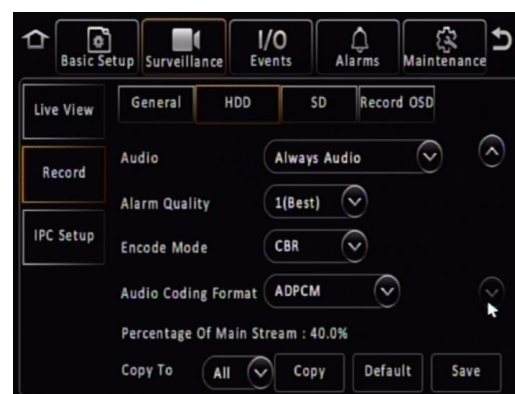 Basic Setup Surveillance I/O Events Alarms Maintenance
Live View General HDD SD Record OSD
Audio Always Audio
Record
Alarm Quality 1(Best)
IPC Setup Encode Mode CBR
Audio Coding Format ADPCM
Percentage Of Main Stream : 40.0%
Copy To All Copy Default Save